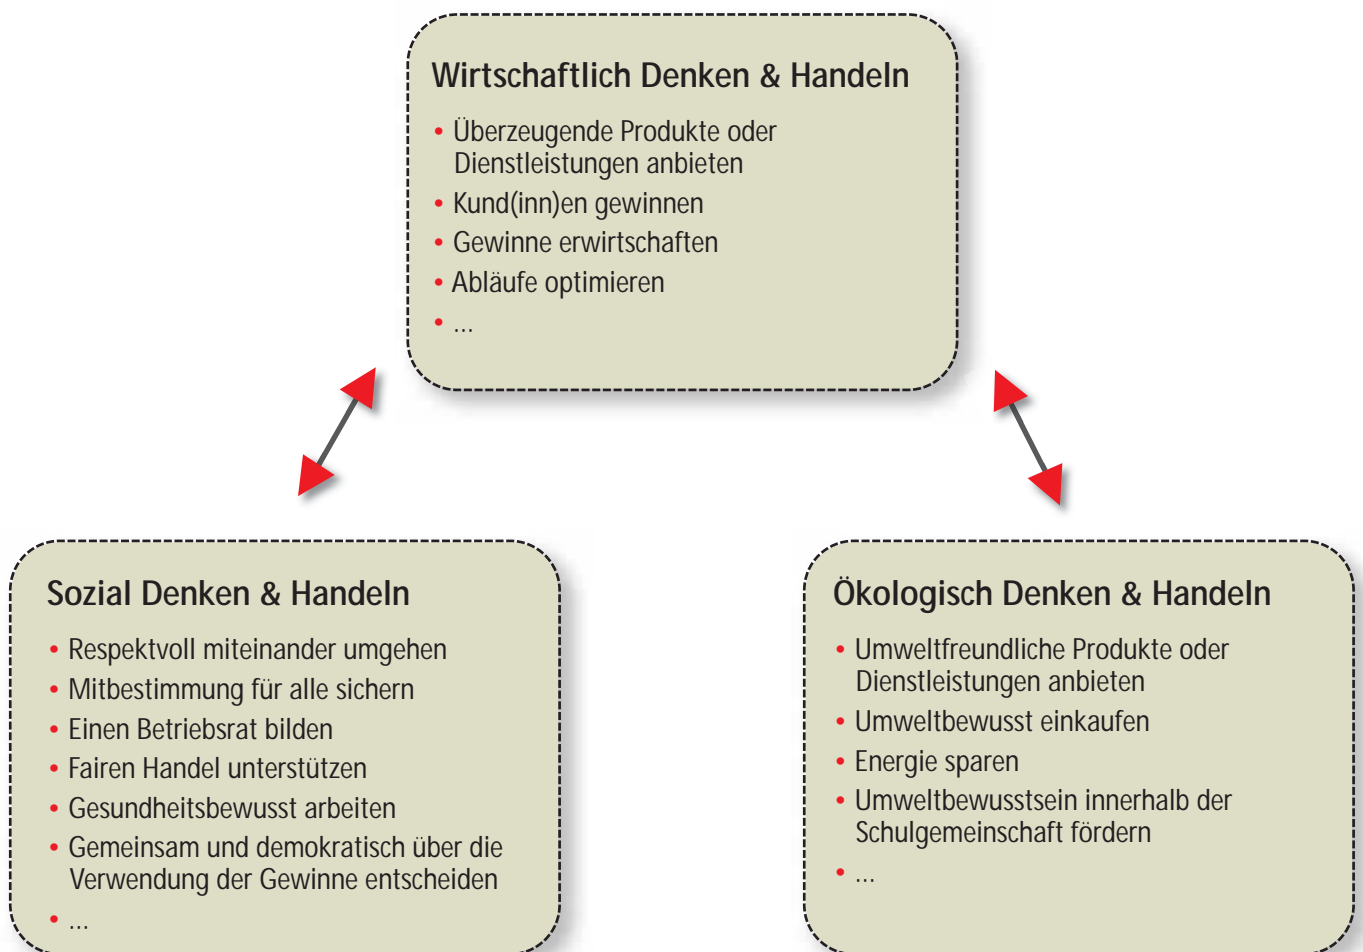 Wirtschaftlich Denken & Handeln
• Überzeugende Produkte oder
Dienstleistungen anbieten
• Kund(inn)en gewinnen
• Gewinne erwirtschaften
• Abläufe optimieren
• ...
Sozial Denken & Handeln
• Respektvoll miteinander umgehen
• Mitbestimmung für alle sichern
• Einen Betriebsrat bilden
• Fairen Handel unterstützen
• Gesundheitsbewusst arbeiten
• Gemeinsam und demokratisch über die
Verwendung der Gewinne entscheiden
• ...
Ökologisch Denken & Handeln
• Umweltfreundliche Produkte oder
Dienstleistungen anbieten
• Umweltbewusst einkaufen
• Energie sparen
• Umweltbewusstsein innerhalb der
Schulgemeinschaft fördern
• ...